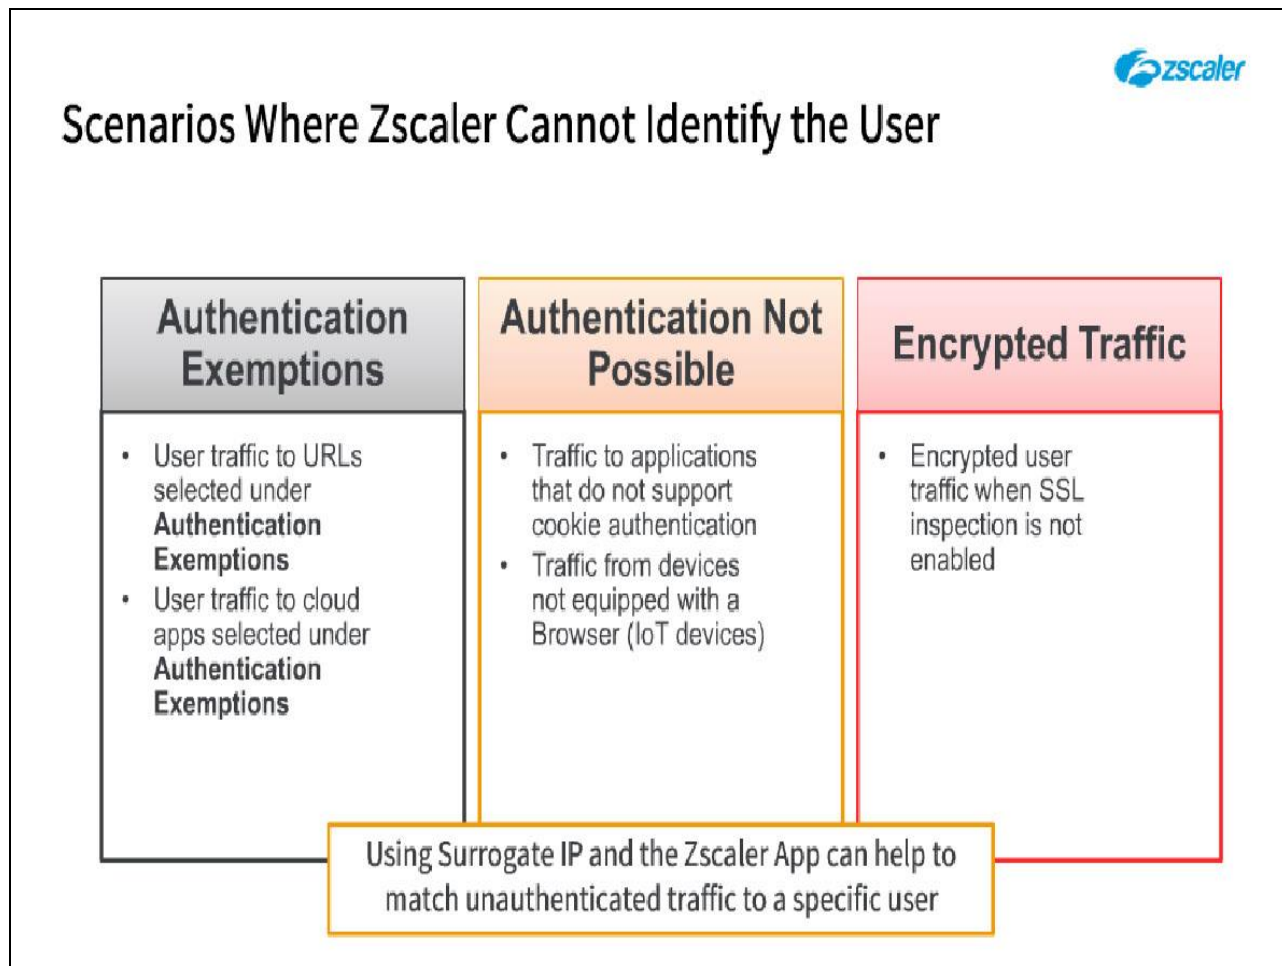 zscaler
Scenarios Where Zscaler Cannot Identify the User
Authentication
Exemptions
• User traffic to URLs
selected under
Authentication
Exemptions
• User traffic to cloud
apps selected under
Authentication
Exemptions
Authentication Not
Possible
• Traffic to applications
that do not support
cookie authentication
• Traffic from devices
not equipped with a
Browser (IoT devices)
Encrypted Traffic
• Encrypted user
traffic when SSL
inspection is not
enabled
Using Surrogate IP and the Zscaler App can help to
match unauthenticated traffic to a specific user